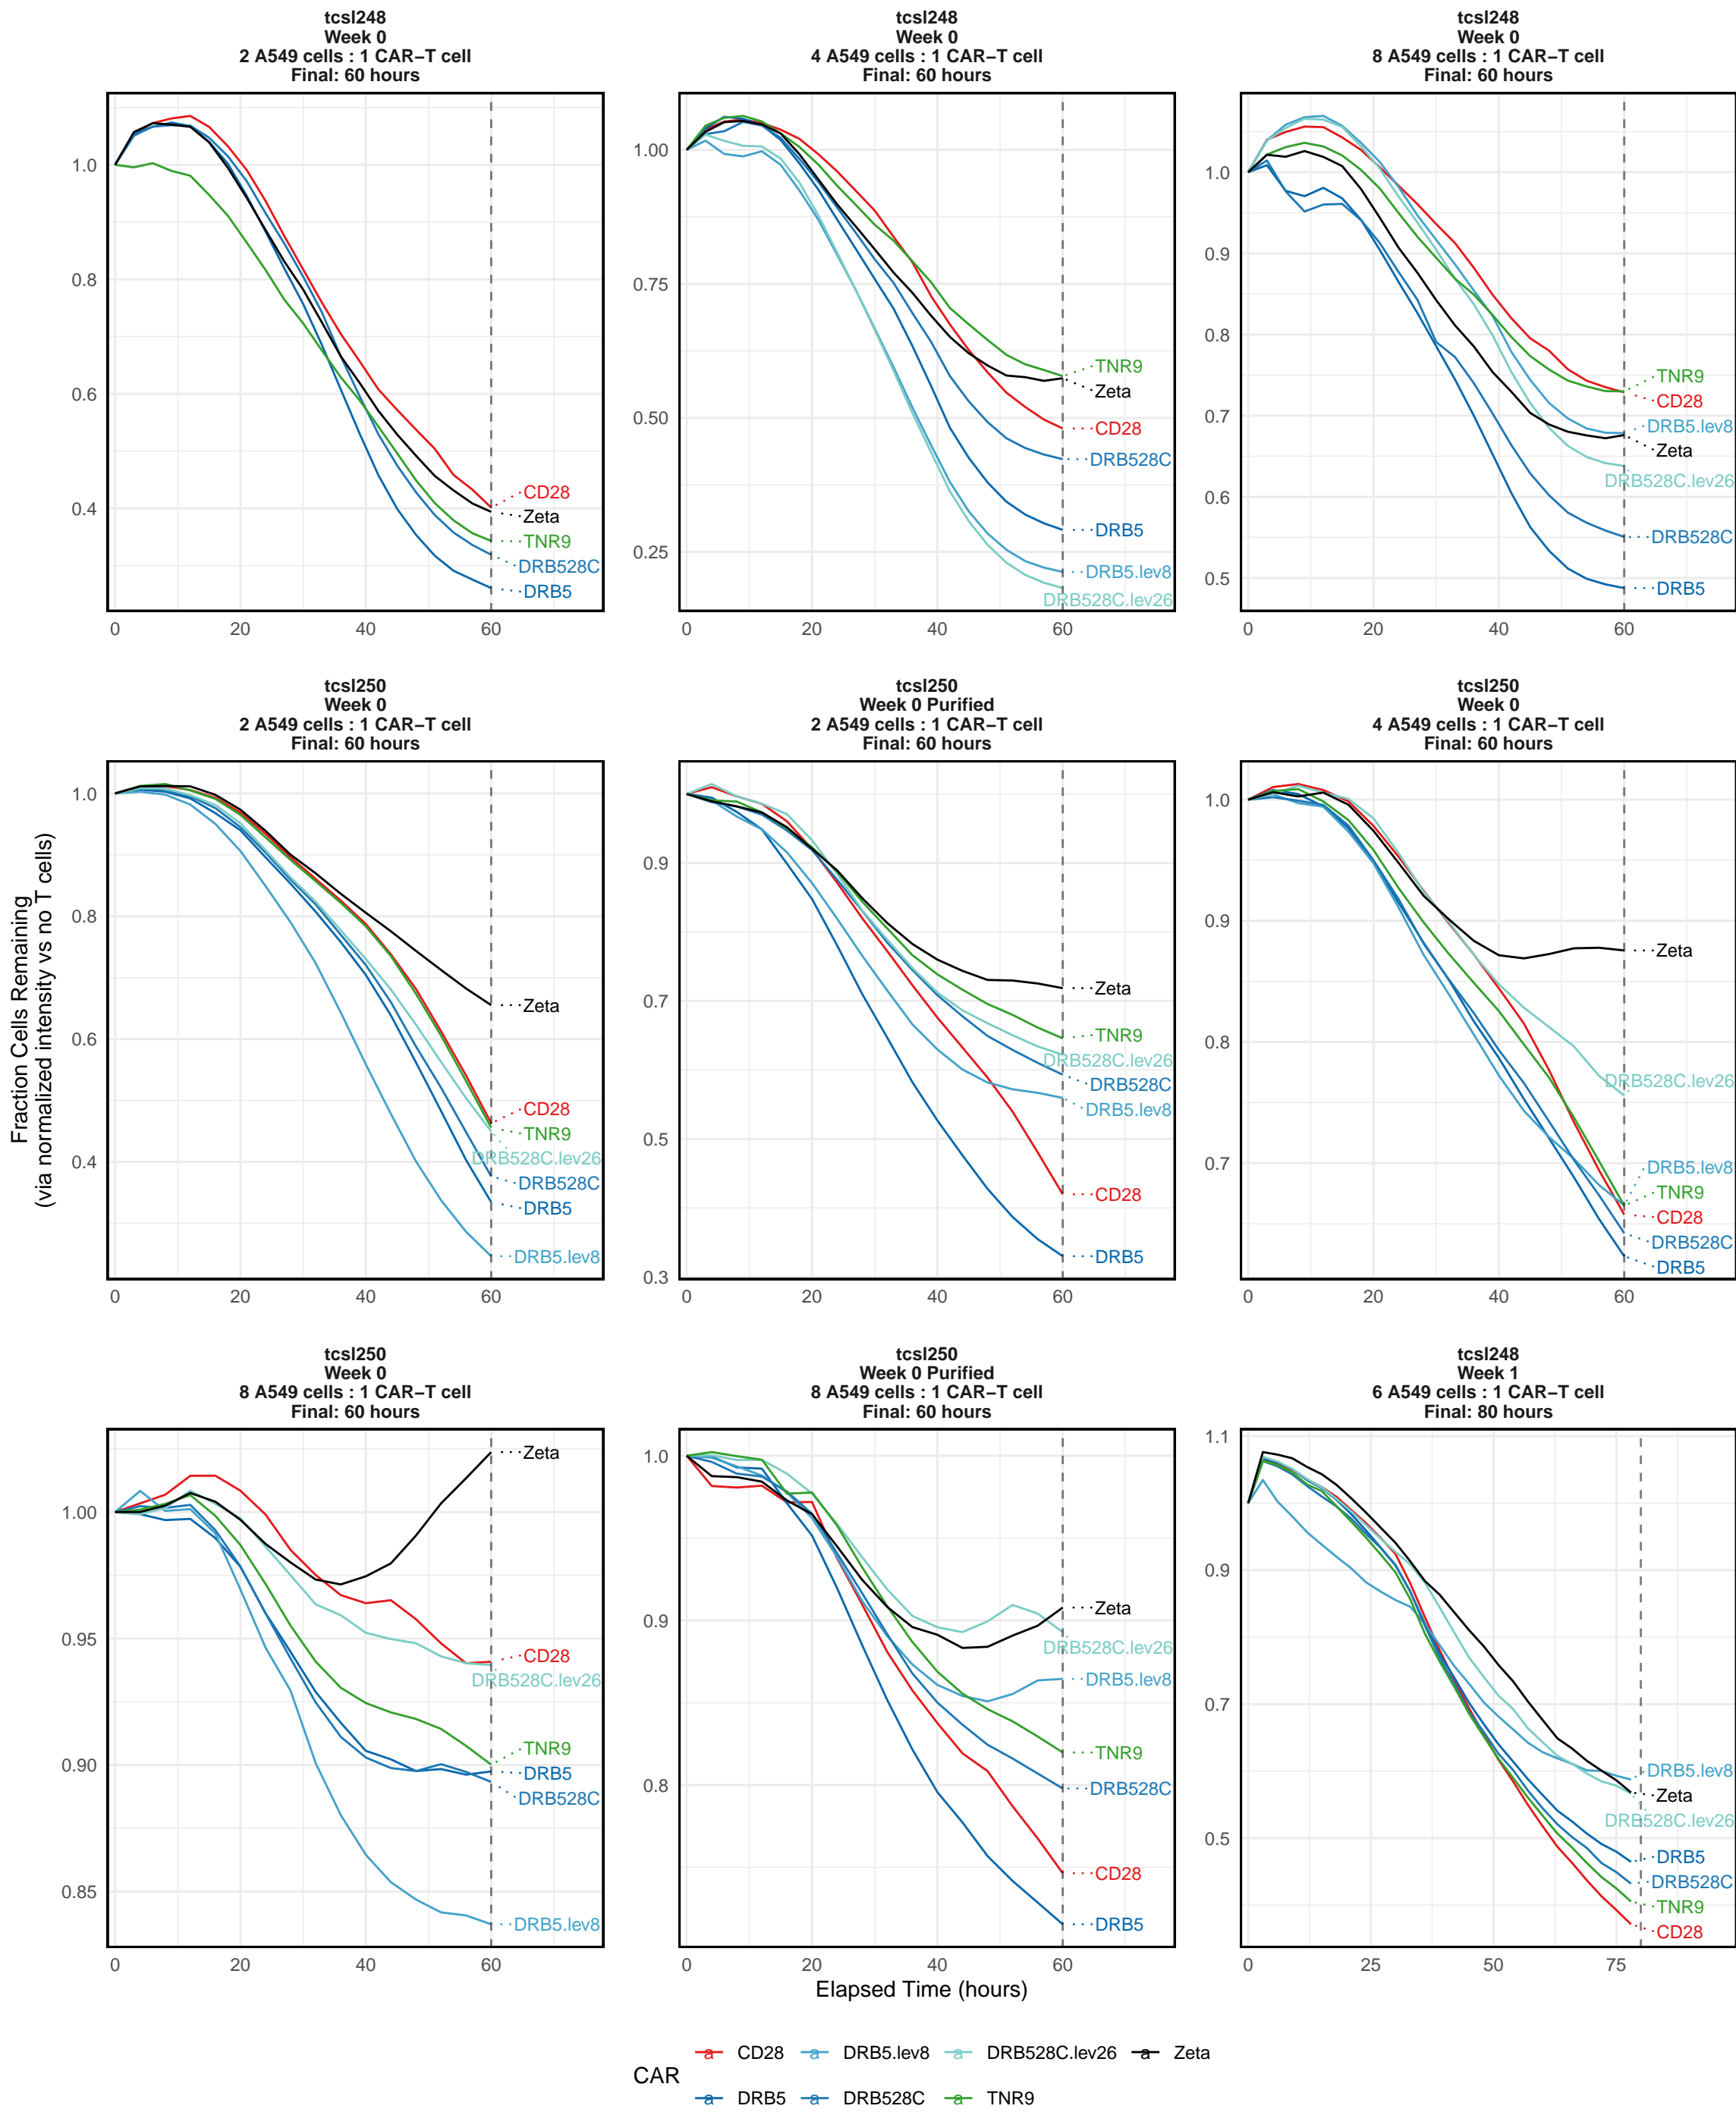 tcsl248
Week 0
2 A549 cells : 1 CAR−T cell
Final: 60 hours
1.0
0.8
0.6
0.4
0
20
40
60
CD28
Zeta
TNR9
DRB528C
DRB5
tcsl248
Week 0
4 A549 cells : 1 CAR−T cell
Final: 60 hours
1.00
0.75
0.50
0.25
0
20
40
60
TNR9
Zeta
CD28
DRB528C
DRB5
DRB5.lev8
DRB528C.lev26
tcsl248
Week 0
8 A549 cells : 1 CAR−T cell
Final: 60 hours
1.0
0.9
0.8
0.7
0.6
0.5
0
20
40
60
TNR9
CD28
DRB5.lev8
Zeta
DRB528C.lev26
DRB528C
DRB5
Fraction Cells Remaining
(via normalized intensity vs no T cells)
tcsl250
Week 0
2 A549 cells : 1 CAR−T cell
Final: 60 hours
1.0
0.8
0.6
0.4
0
20
40
60
Zeta
CD28
TNR9
DRB528C.lev26
DRB528C
DRB5
DRB5.lev8
tcsl250
Week 0 Purified
2 A549 cells : 1 CAR−T cell
Final: 60 hours
0.9
0.7
0.5
0.3
0
20
40
60
Zeta
TNR9
DRB528C.lev26
DRB528C
DRB5.lev8
CD28
DRB5
tcsl250
Week 0
4 A549 cells : 1 CAR−T cell
Final: 60 hours
1.0
0.9
0.8
0.7
0
20
40
60
Zeta
DRB528C.lev26
DRB5.lev8
TNR9
CD28
DRB528C
DRB5
tcsl250
Week 0
8 A549 cells : 1 CAR−T cell
Final: 60 hours
1.00
0.95
0.90
0.85
0
20
40
60
Zeta
CD28
DRB528C.lev26
TNR9
DRB5
DRB528C
DRB5.lev8
tcsl250
Week 0 Purified
8 A549 cells : 1 CAR−T cell
Final: 60 hours
1.0
0.9
0.8
0
20
40
60
Zeta
DRB528C.lev26
DRB5.lev8
TNR9
DRB528C
CD28
DRB5
tcsl248
Week 1
6 A549 cells : 1 CAR−T cell
Final: 80 hours
1.1
0.9
0.7
0.5
0
25
50
75
DRB5.lev8
Zeta
DRB528C.lev26
DRB5
DRB528C
TNR9
CD28
Elapsed Time (hours)
CAR
a CD28 a DRB5.lev8 a DRB528C.lev26 a Zeta
a DRB5 a DRB528C a TNR9